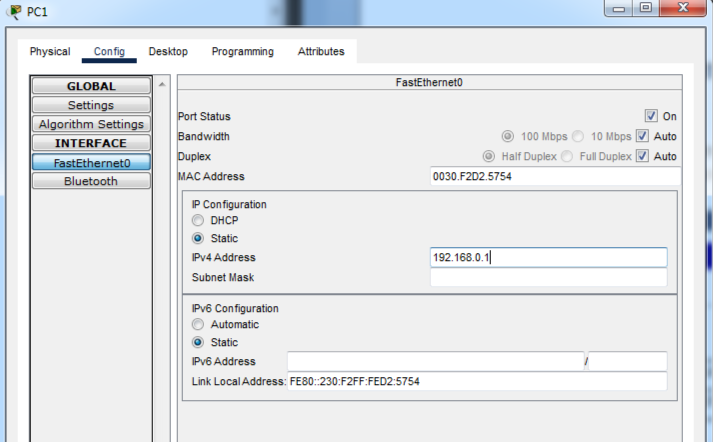 PC1
Physical Config Desktop Programming Attributes
GLOBAL
Settings
Algorithm Settings
INTERFACE
FastEthernet0
Bluetooth
FastEthernet0
Port Status On
Bandwidth 100 Mbps 10 Mbps Auto
Duplex Half Duplex Full Duplex Auto
MAC Address 0030.F2D2.5754
IP Configuration
DHCP
Static
IPv4 Address 192.168.0.1
Subnet Mask
IPv6 Configuration
Automatic
Static
IPv6 Address /
Link Local Address: FE80::230:F2FF:FED2:5754